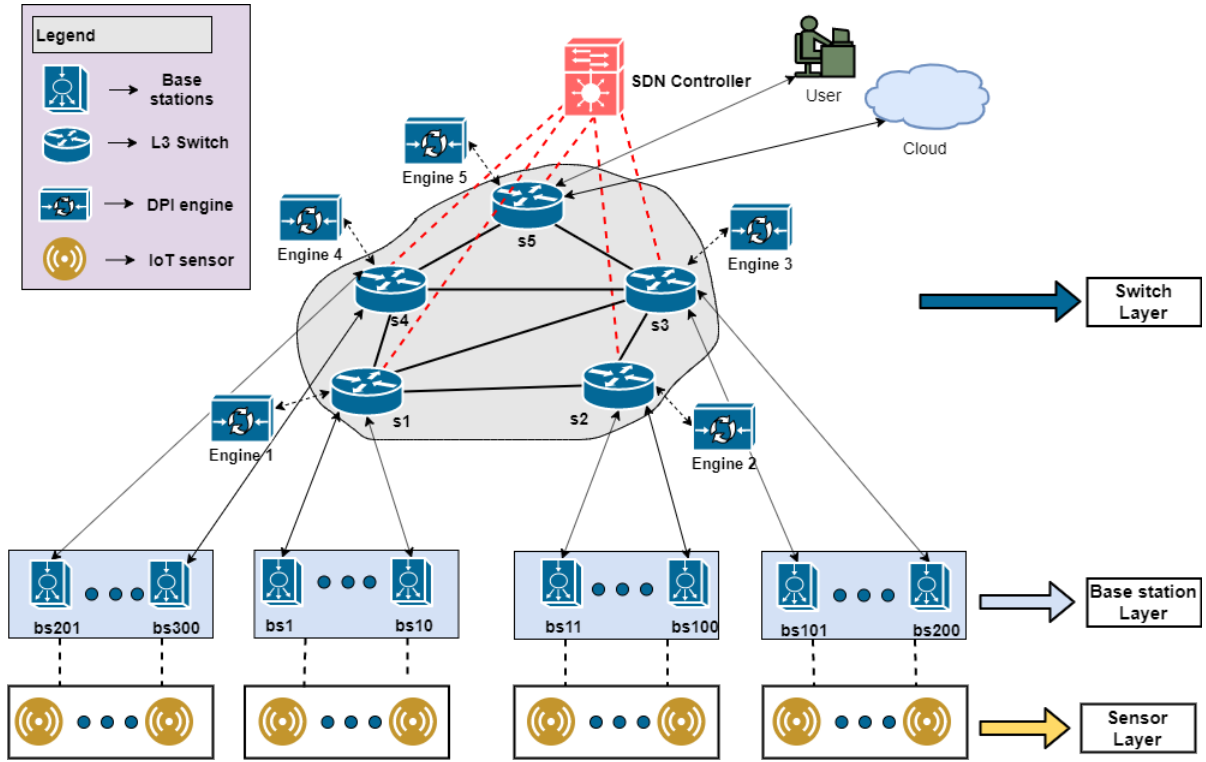 Legend
Base
stations
L3 Switch
DPI engine
IoT sensor
SDN Controller
User
Cloud
Engine 5
Engine 4
Engine 3
s5
s4
s3
Switch
Layer
s1
s2
Engine 1
Engine 2
bs201
bs300
bs1
bs10
bs11
bs100
bs101
bs200
Base station
Layer
Sensor
Layer